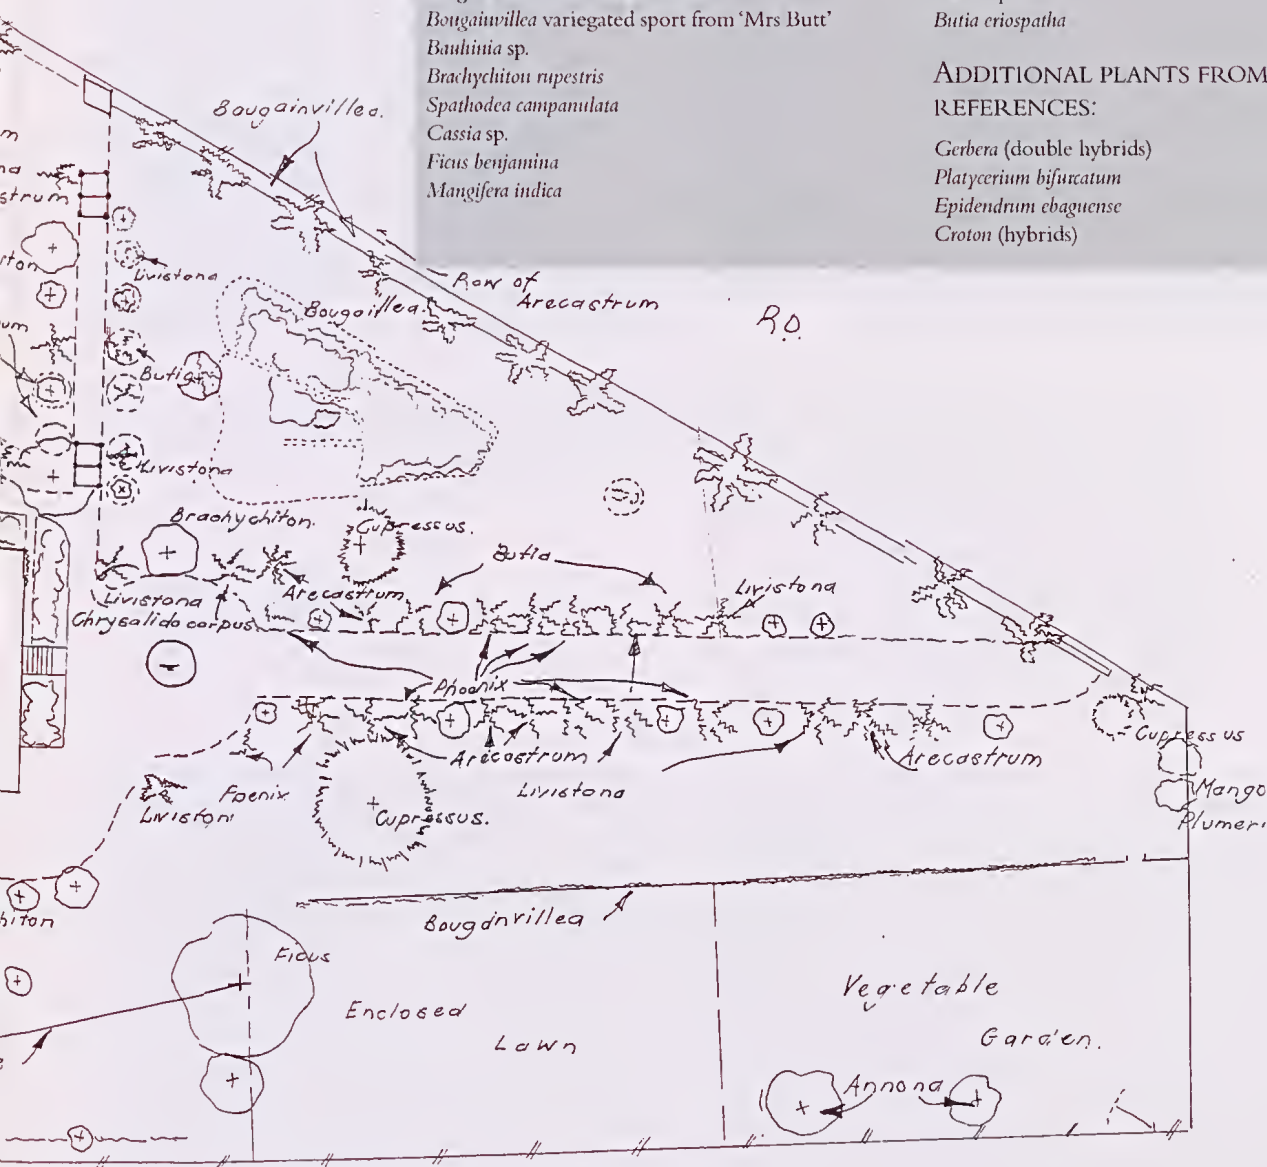 Bougainvillea variegated sport from ‘Mrs Butt’
Bauhinia sp.
Brachychiton rupestris
Spathodea campanulata
Cassia sp.
Ficus benjamina
Mangifera indica
Butia eriospatha
ADDITIONAL PLANTS FROM
REFERENCES:
Gerbera (double hybrids)
Platycerium bifurcatum
Epidendrum ebaguense
Croton (hybrids)
Bougainvillea.
Livistona
Row of
Arecastrum
Bougaillea.
RD.
Butia
Livistona
Brachychiton.
Cupressus.
Butia
Livistona
Arecastrum
Livistona
Chrysalidocarpus
Phoenix
Arecastrum
Arecastrum
Cupressus
Foenix
Livistona
Livistoni
Cupressus.
Mango
Plumeri
hiton
Bougainvillea
Ficus
Enclosed
Lawn
Vegetable
Garden.
Annona